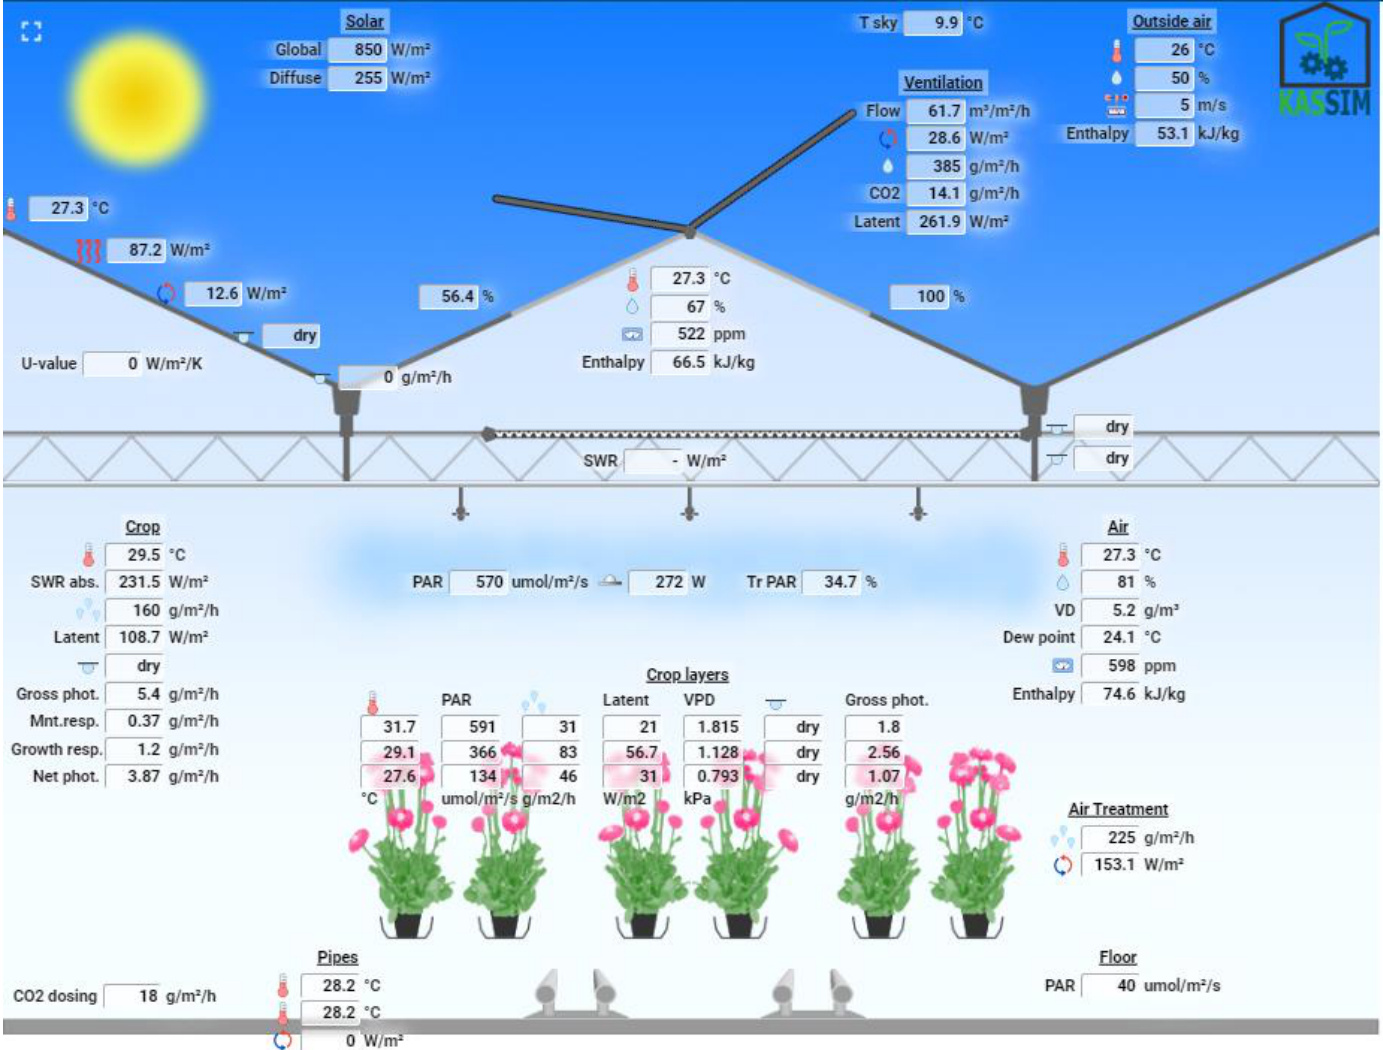 Solar
Global 850 W/m²
Diffuse 255 W/m²
T sky 9.9 °C
Outside air
26 °C
50 %
5 m/s
Enthalpy 53.1 kJ/kg
KASSIM
Ventilation
Flow 61.7 m³/m²/h
28.6 W/m²
385 g/m²/h
CO2 14.1 g/m²/h
Latent 261.9 W/m²
27.3 °C
87.2 W/m²
12.6 W/m²
dry
U-value 0 W/m²/K
0 g/m²/h
56.4 %
100 %
27.3 °C
67 %
522 ppm
Enthalpy 66.5 kJ/kg
dry
dry
SWR - W/m²
Crop
29.5 °C
SWR abs. 231.5 W/m²
160 g/m²/h
Latent 108.7 W/m²
dry
Gross phot. 5.4 g/m²/h
Mnt.resp. 0.37 g/m²/h
Growth resp. 1.2 g/m²/h
Net phot. 3.87 g/m²/h
PAR 570 umol/m²/s 272 W Tr PAR 34.7 %
Air
27.3 °C
81 %
VD 5.2 g/m³
Dew point 24.1 °C
598 ppm
Enthalpy 74.6 kJ/kg
Crop layers
PAR Latent VPD Gross phot.
31.7 591 31 21 1.815 dry 1.8
29.1 366 83 56.7 1.128 dry 2.56
27.6 134 46 31 0.793 dry 1.07
°C umol/m²/s g/m2/h W/m2 kPa g/m2/h
Air Treatment
225 g/m²/h
153.1 W/m²
CO2 dosing 18 g/m²/h
Pipes
28.2 °C
28.2 °C
0 W/m²
Floor
PAR 40 umol/m²/s